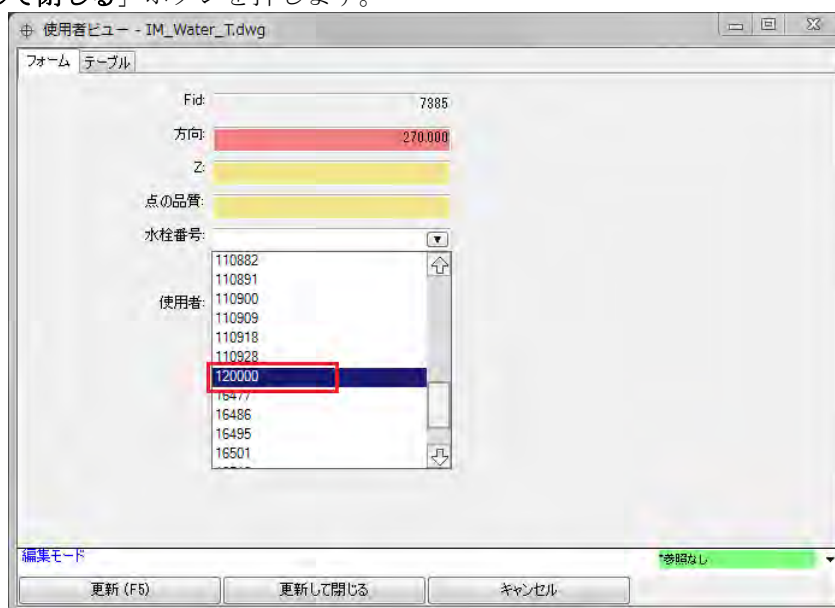 て閉じる」ボタンを押します。
使用者ビュー - IM_Water_T.dwg
フォーム テーブル
Fid: 7385
方向: 270.000
Z:
点の品質:
水栓番号:
110882
110891
使用者: 110900
110909
110918
110928
120000
16477
16486
16495
16501
編集モード *参照なし
更新 (F5) 更新して閉じる キャンセル